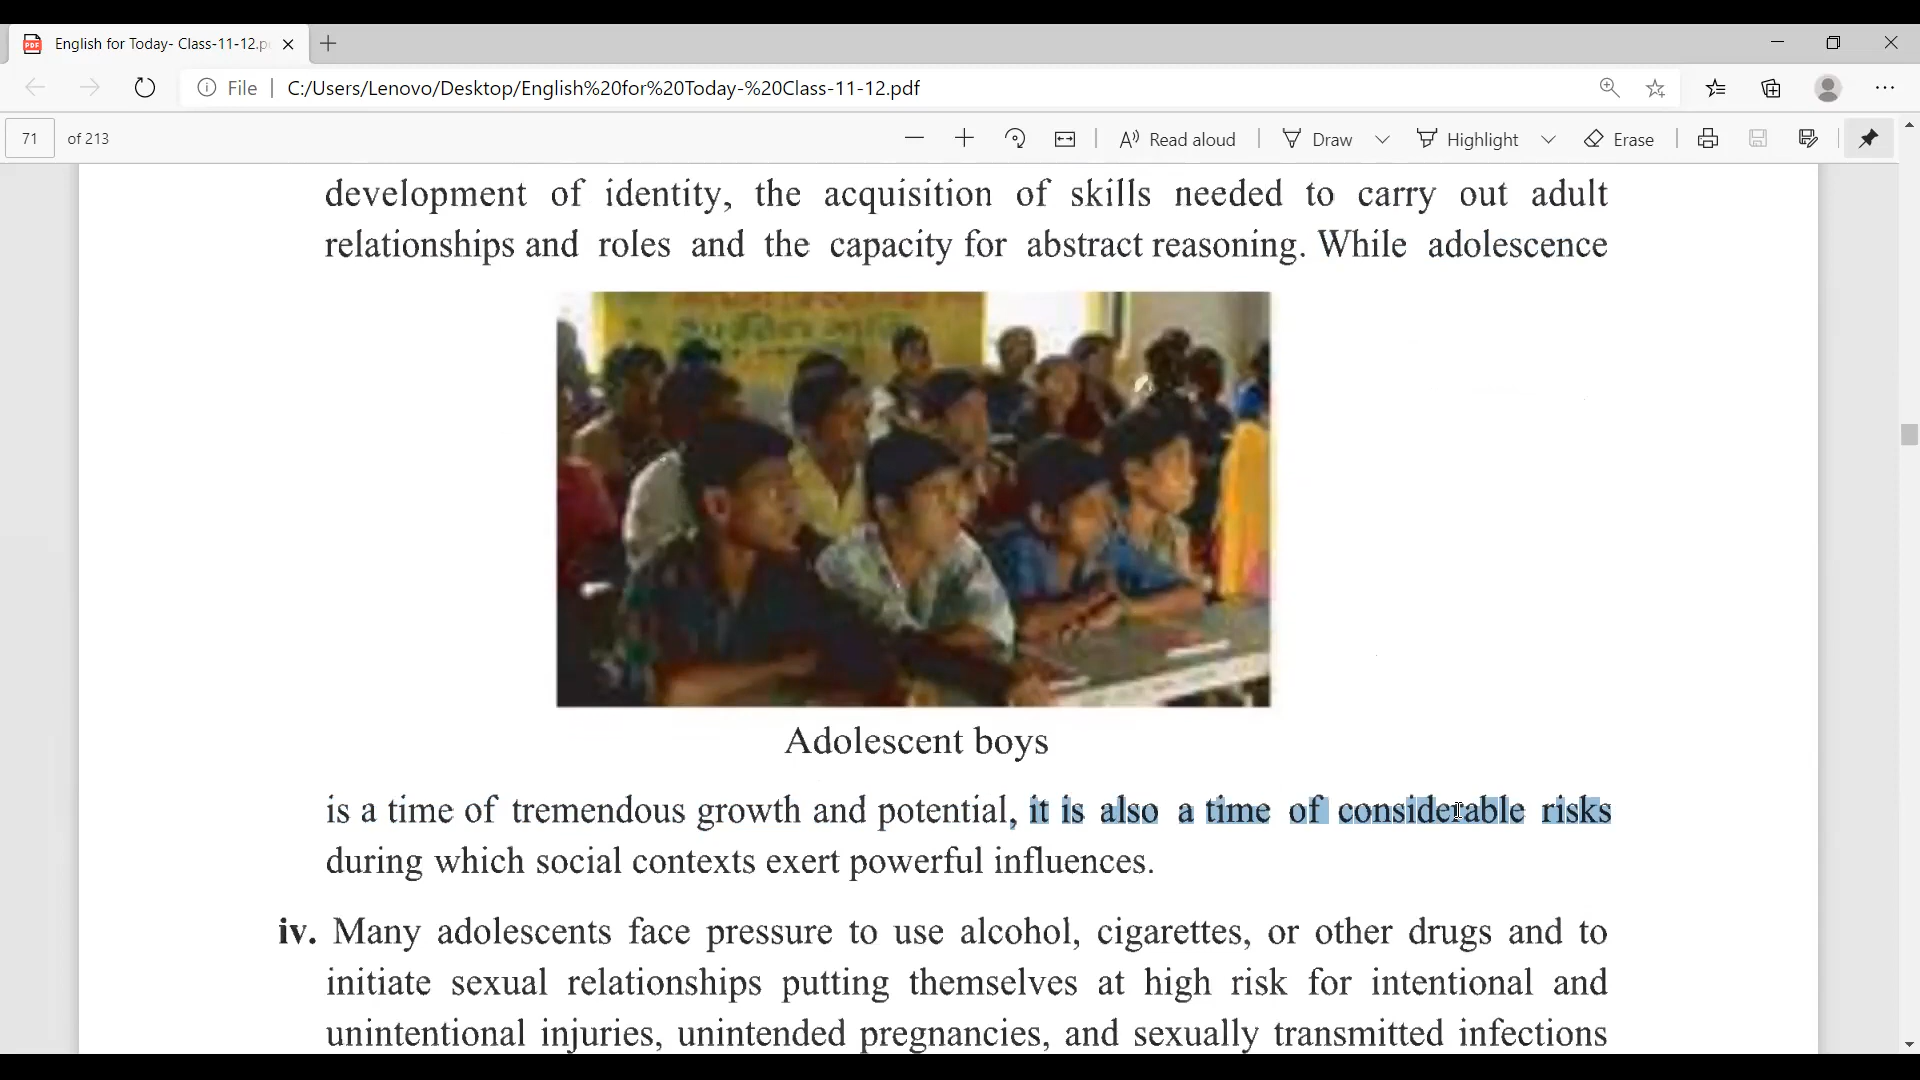 English for Today- Class-11-12.p
File
C:/Users/Lenovo/Desktop/English%20for%20Today-%20Class-11-12.pdf
71 of 213
Read aloud
Draw
Highlight
Erase
development of identity, the acquisition of skills needed to carry out adult
relationships and roles and the capacity for abstract reasoning. While adolescence
Adolescent boys
is a time of tremendous growth and potential, it is also a time of considerable risks
during which social contexts exert powerful influences.
iv. Many adolescents face pressure to use alcohol, cigarettes, or other drugs and to
initiate sexual relationships putting themselves at high risk for intentional and
unintentional injuries, unintended pregnancies, and sexually transmitted infections